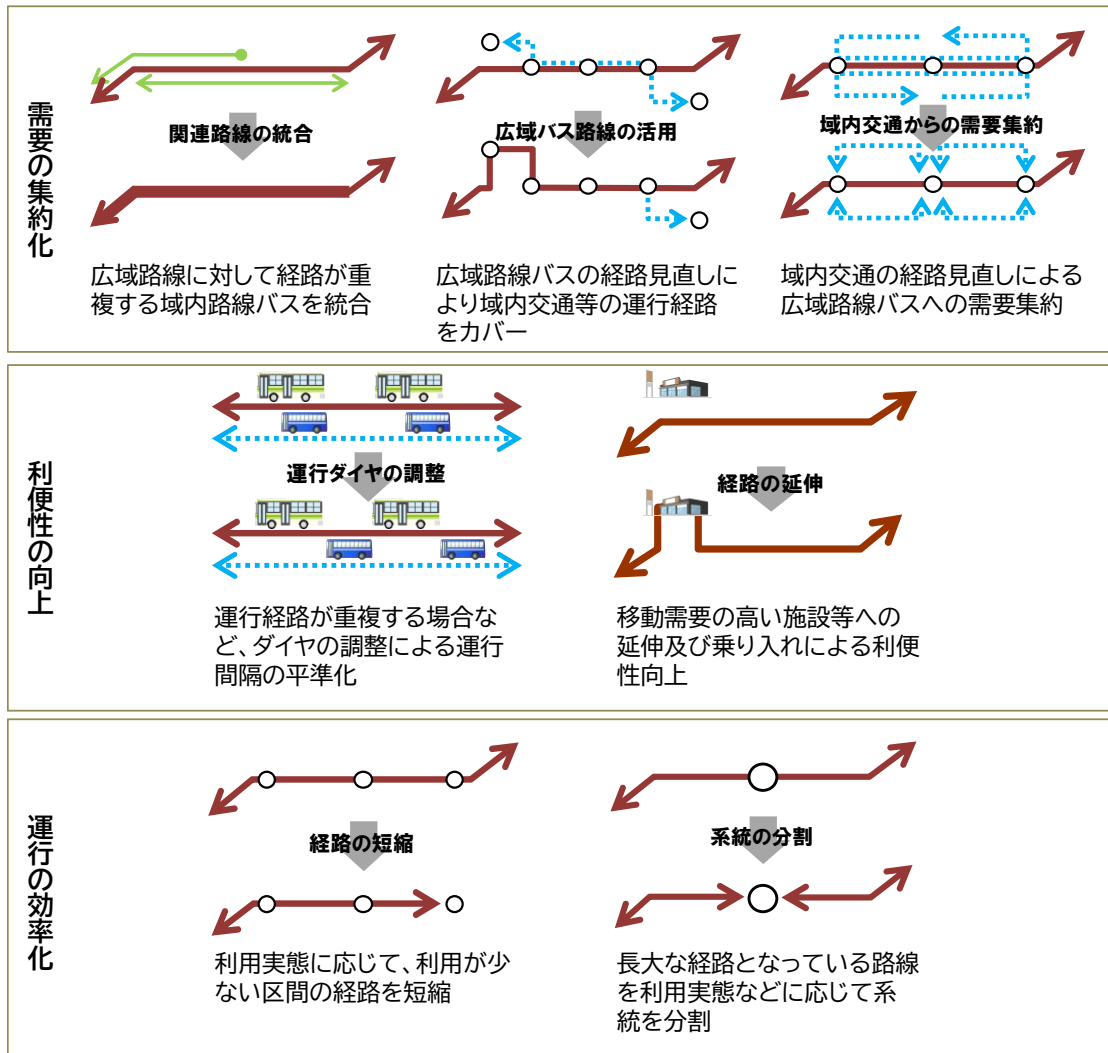 需要の集約化
関連路線の統合
広域路線に対して経路が重
複する域内路線バスを統合
広域バス路線の活用
広域路線バスの経路見直しに
より域内交通等の運行経路
をカバー
域内交通からの需要集約
域内交通の経路見直しによる
広域路線バスへの需要集約
利便性の向上
運行ダイヤの調整
運行経路が重複する場合な
ど、ダイヤの調整による運行
間隔の平準化
経路の延伸
移動需要の高い施設等への
延伸及び乗り入れによる利便
性向上
運行の効率化
経路の短縮
利用実態に応じて、利用が少
ない区間の経路を短縮
系統の分割
長大な経路となっている路線
を利用実態などに応じて系
統を分割